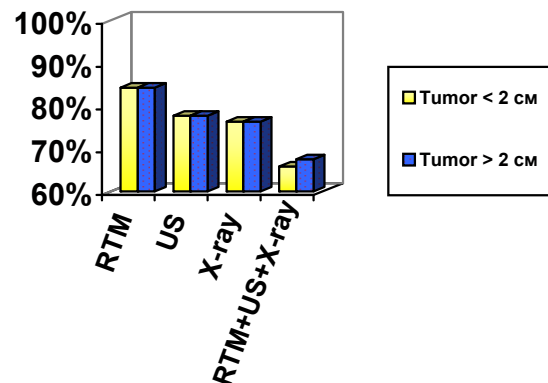 100%
90%
80%
70%
60%
RTM
US
X-ray
RTM+US+X-ray
Tumor < 2 см
Tumor > 2 см